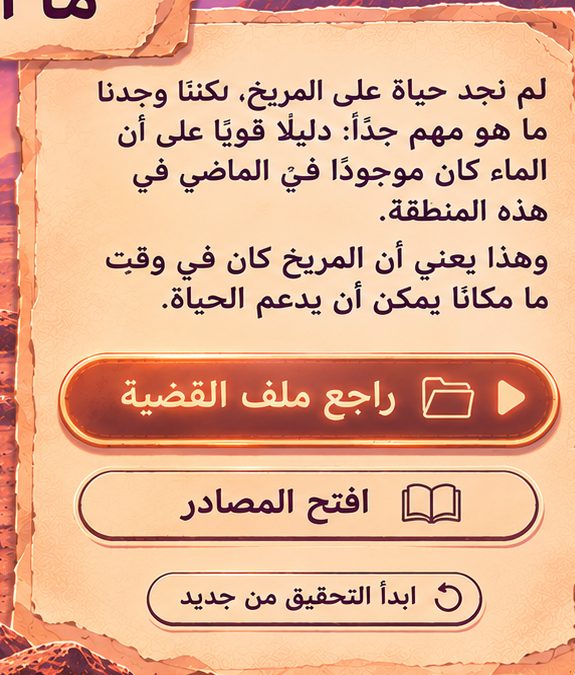 لم نجد حياة على المريخ، لكننا وجدنا
ما هو مهم جدًا: دليلًا قويًا على أن
الماء كان موجودًا في الماضي في
هذه المنطقة.
وهذا يعني أن المريخ كان في وقتٍ
ما مكانًا يمكن أن يدعم الحياة.
راجع ملف القضية
افتح المصادر
ابدأ التحقيق من جديد